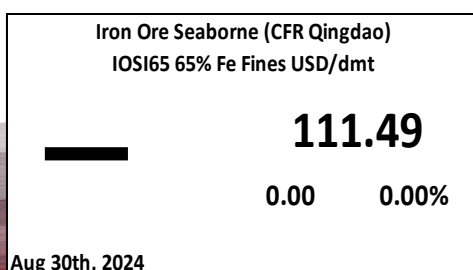 Iron Ore Seaborne (CFR Qingdao)
IOSI65 65% Fe Fines USD/dmt
111.49
0.00 0.00%
Aug 30th, 2024